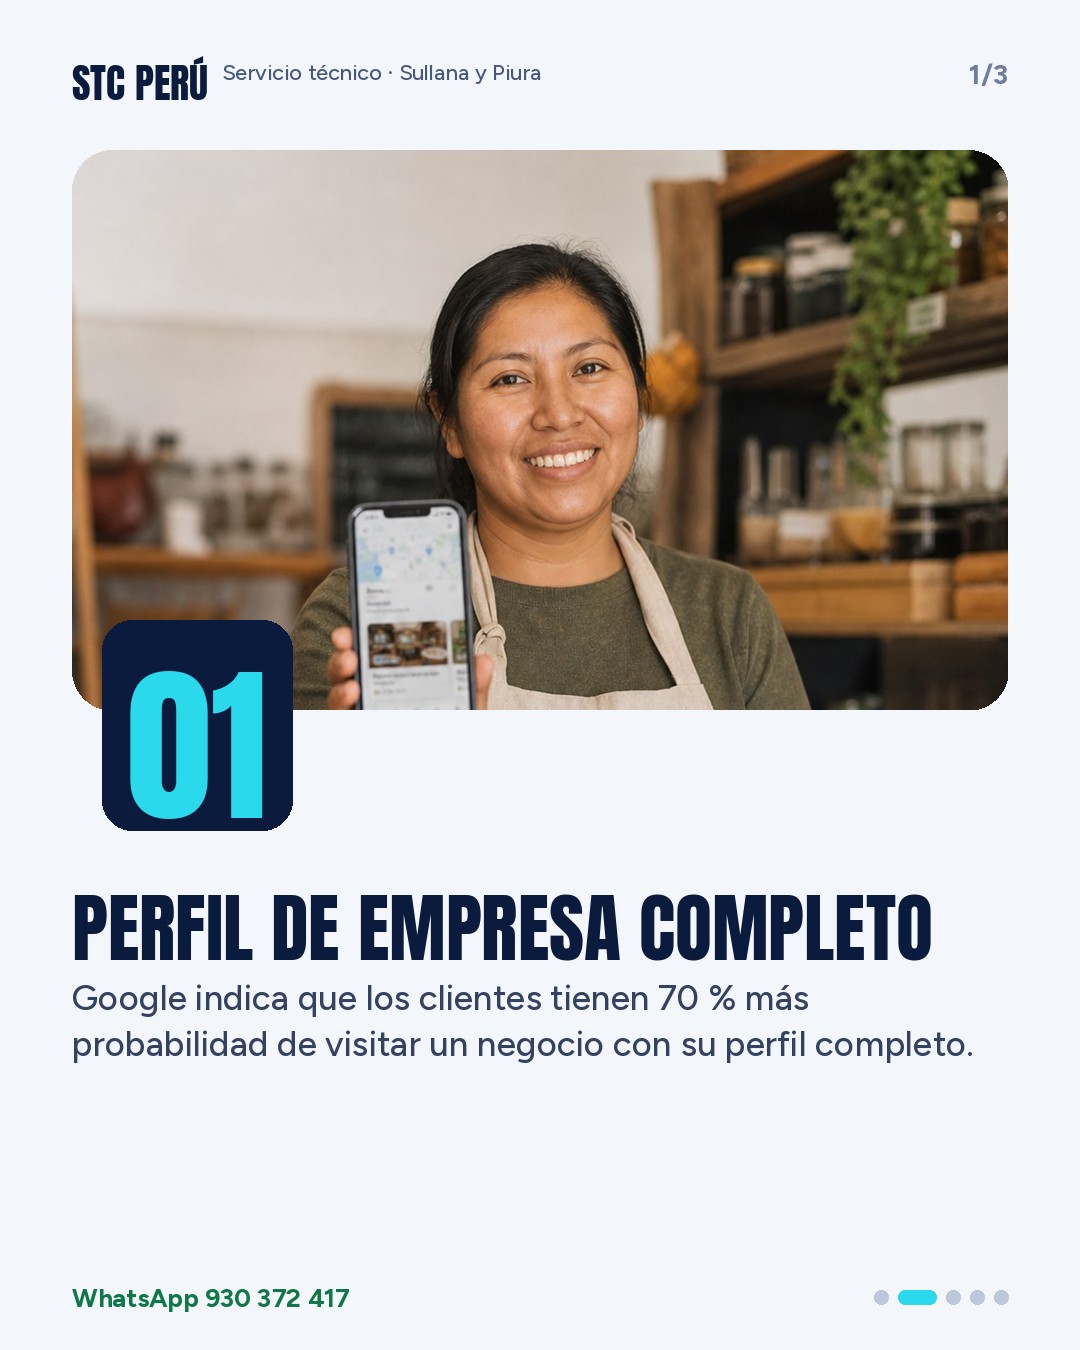 STC PERÚ Servicio técnico · Sullana y Piura
1/3
01
PERFIL DE EMPRESA COMPLETO
Google indica que los clientes tienen 70 % más
probabilidad de visitar un negocio con su perfil completo.
WhatsApp 930 372 417